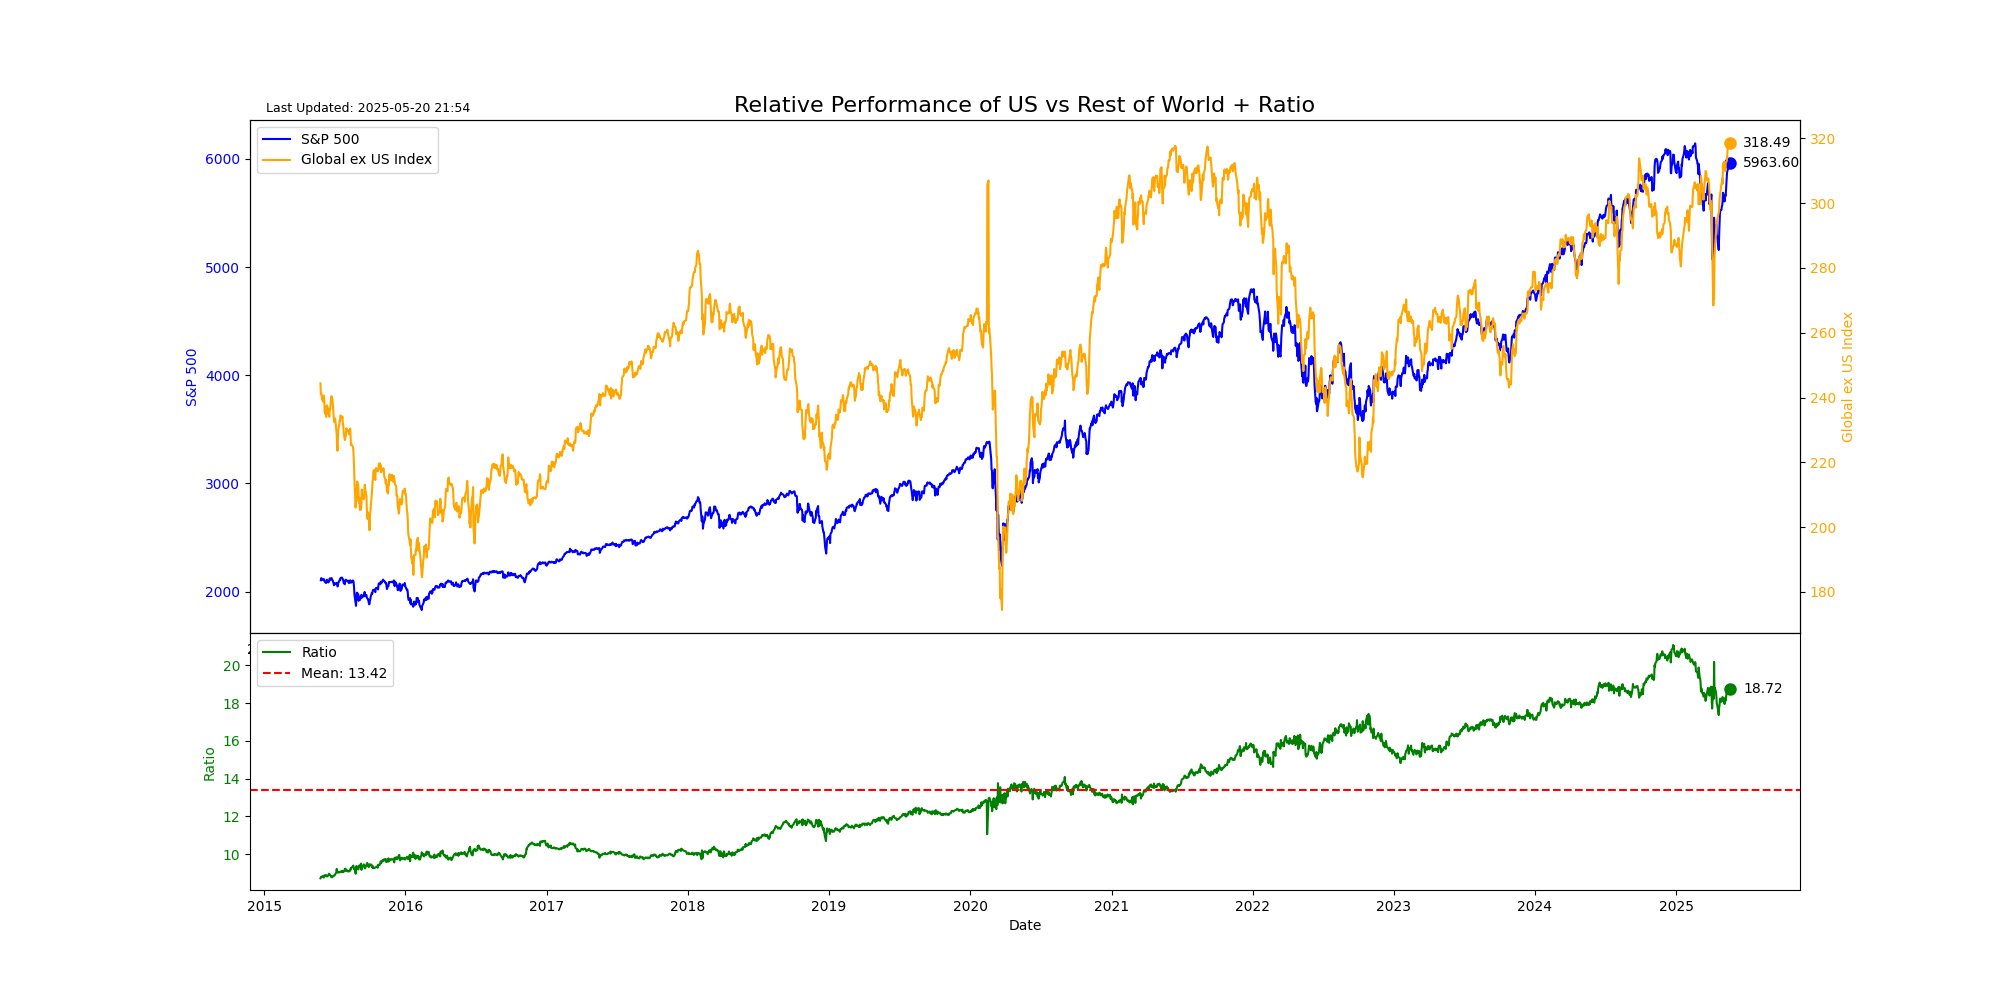 Last Updated: 2025-05-20 21:54
Relative Performance of US vs Rest of World + Ratio
S&P 500
Global ex US Index
6000
5000
4000
3000
2000
S&P 500
318.49
5963.60
320
300
280
260
240
220
200
180
Global ex US Index
Ratio
Mean: 13.42
20
18
16
14
12
10
Ratio
18.72
2015 2016 2017 2018 2019 2020 2021 2022 2023 2024 2025
Date